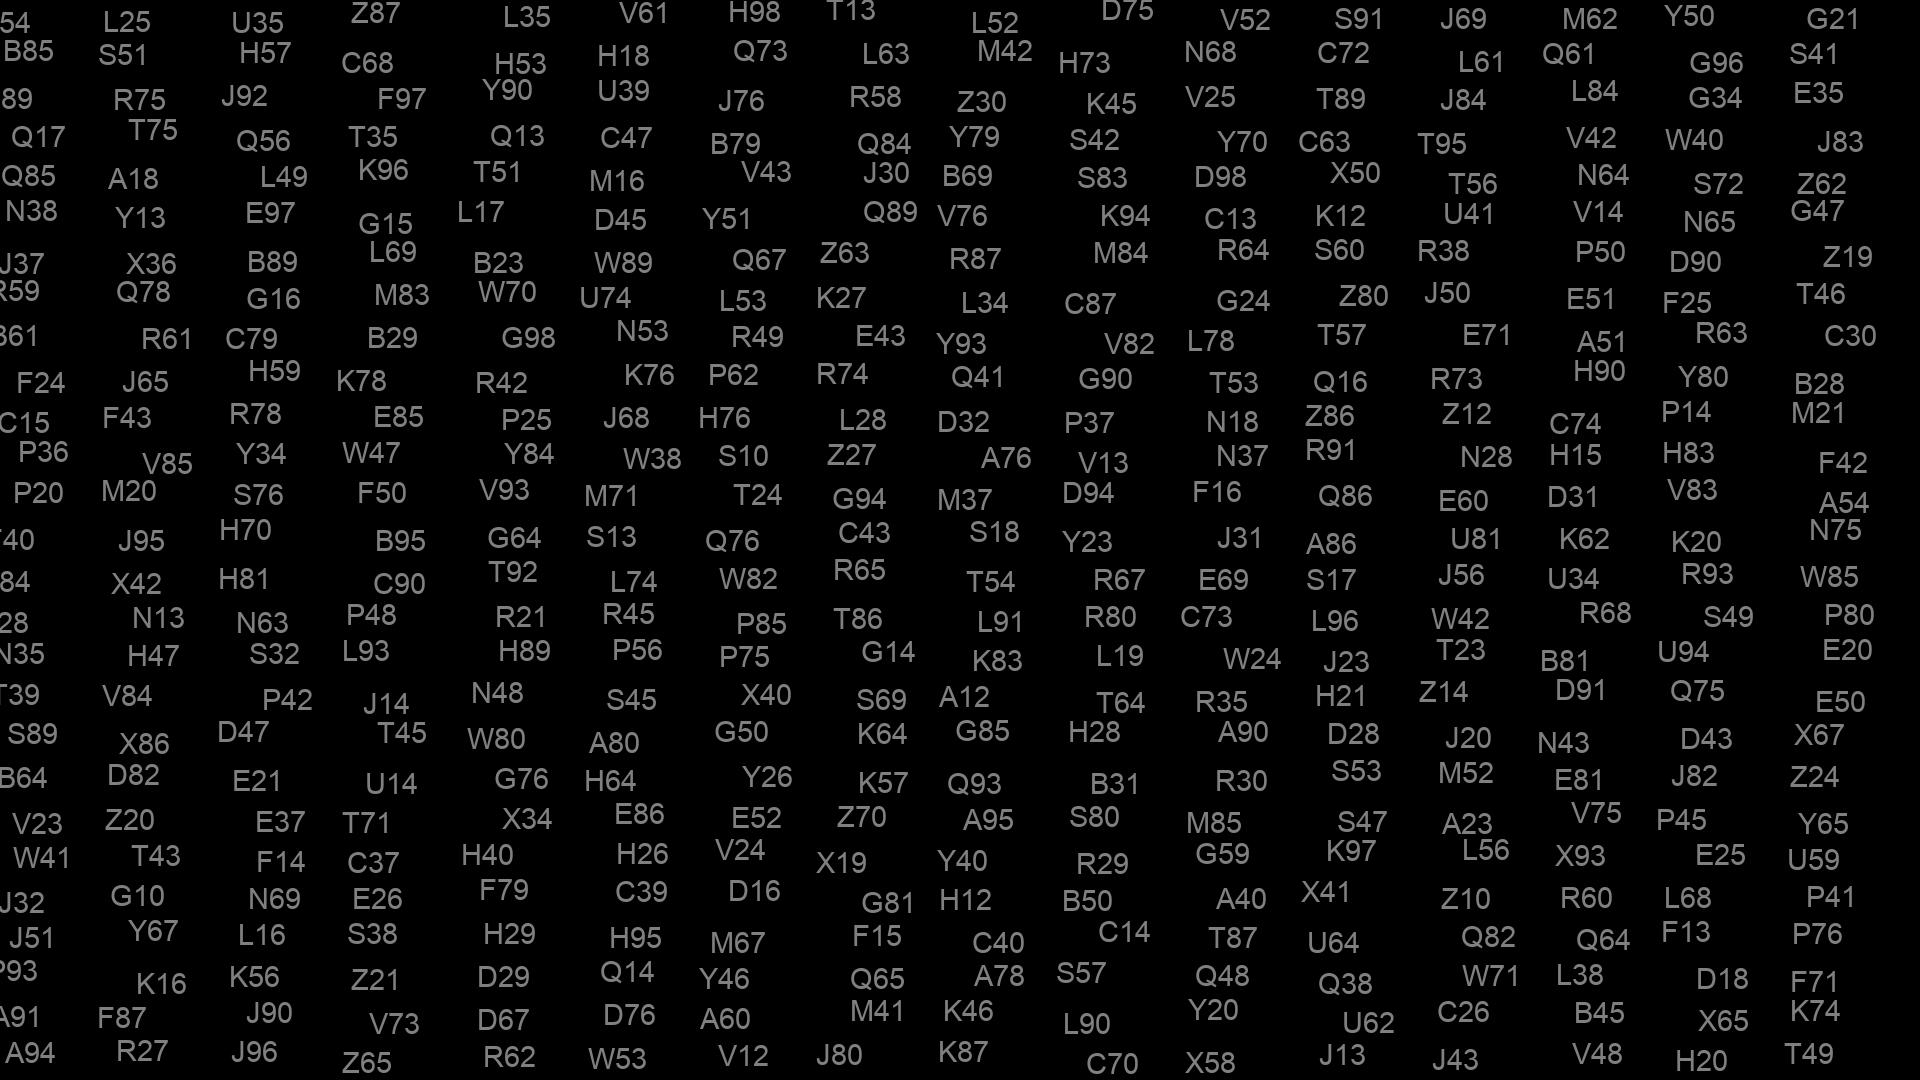 54 L25 U35 Z87 L35 V61 H98 T13 L52 D75 V52 S91 J69 M62 Y50 G21
B85 S51 H57 C68 H53 H18 Q73 L63 M42 H73 N68 C72 L61 Q61 G96 S41
89 R75 J92 F97 Y90 U39 J76 R58 Z30 K45 V25 T89 J84 L84 G34 E35
Q17 T75 Q56 T35 Q13 C47 B79 Q84 Y79 S42 Y70 C63 T95 V42 W40 J83
Q85 A18 L49 K96 T51 M16 V43 J30 B69 S83 D98 X50 T56 N64 S72 Z62
N38 Y13 E97 G15 L17 D45 Y51 Q89 V76 K94 C13 K12 U41 V14 N65 G47
J37 X36 B89 L69 B23 W89 Q67 Z63 R87 M84 R64 S60 R38 P50 D90 Z19
R59 Q78 G16 M83 W70 U74 L53 K27 L34 C87 G24 Z80 J50 E51 F25 T46
61 R61 C79 B29 G98 N53 R49 E43 Y93 V82 L78 T57 E71 A51 R63 C30
F24 J65 H59 K78 R42 K76 P62 R74 Q41 G90 T53 Q16 R73 H90 Y80 B28
C15 F43 R78 E85 P25 J68 H76 L28 D32 P37 N18 Z86 Z12 C74 P14 M21
P36 V85 Y34 W47 Y84 W38 S10 Z27 A76 V13 N37 R91 N28 H15 H83 F42
P20 M20 S76 F50 V93 M71 T24 G94 M37 D94 F16 Q86 E60 D31 V83 A54
40 J95 H70 B95 G64 S13 Q76 C43 S18 Y23 J31 A86 U81 K62 K20 N75
84 X42 H81 C90 T92 L74 W82 R65 T54 R67 E69 S17 J56 U34 R93 W85
28 N13 N63 P48 R21 R45 P85 T86 L91 R80 C73 L96 W42 R68 S49 P80
N35 H47 S32 L93 H89 P56 P75 G14 K83 L19 W24 J23 T23 B81 U94 E20
T39 V84 P42 J14 N48 S45 X40 S69 A12 T64 R35 H21 Z14 D91 Q75 E50
S89 X86 D47 T45 W80 A80 G50 K64 G85 H28 A90 D28 J20 N43 D43 X67
B64 D82 E21 U14 G76 H64 Y26 K57 Q93 B31 R30 S53 M52 E81 J82 Z24
V23 Z20 E37 T71 X34 E86 E52 Z70 A95 S80 M85 S47 A23 V75 P45 Y65
W41 T43 F14 C37 H40 H26 V24 X19 Y40 R29 G59 K97 L56 X93 E25 U59
J32 G10 N69 E26 F79 C39 D16 G81 H12 B50 A40 X41 Z10 R60 L68 P41
J51 Y67 L16 S38 H29 H95 M67 F15 C40 C14 T87 U64 Q82 Q64 F13 P76
P93 K16 K56 Z21 D29 Q14 Y46 Q65 A78 S57 Q48 Q38 W71 L38 D18 F71
A91 F87 J90 V73 D67 D76 A60 M41 K46 L90 Y20 U62 C26 B45 X65 K74
A94 R27 J96 Z65 R62 W53 V12 J80 K87 C70 X58 J13 J43 V48 H20 T49